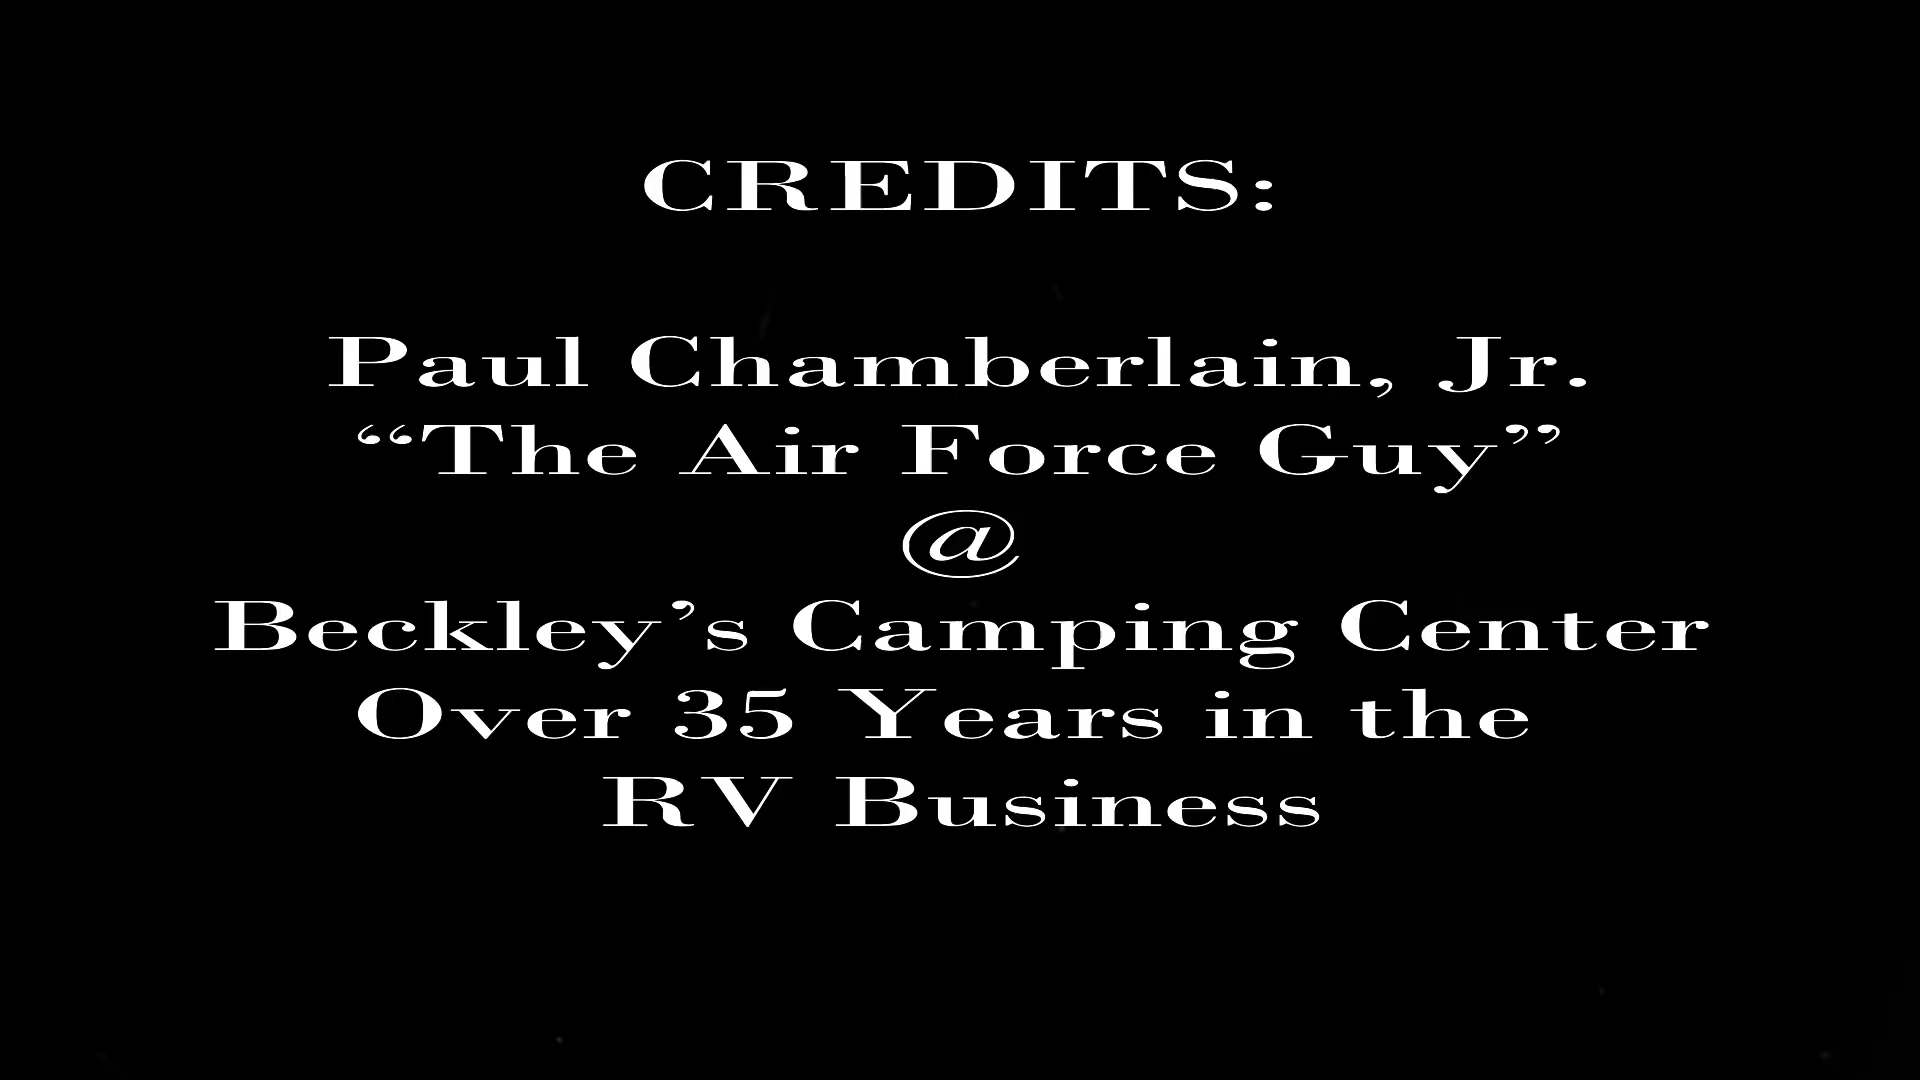 CREDITS:
Paul Chamberlain, Jr.
“The Air Force Guy”
@
Beckley’s Camping Center
Over 35 Years in the
RV Business